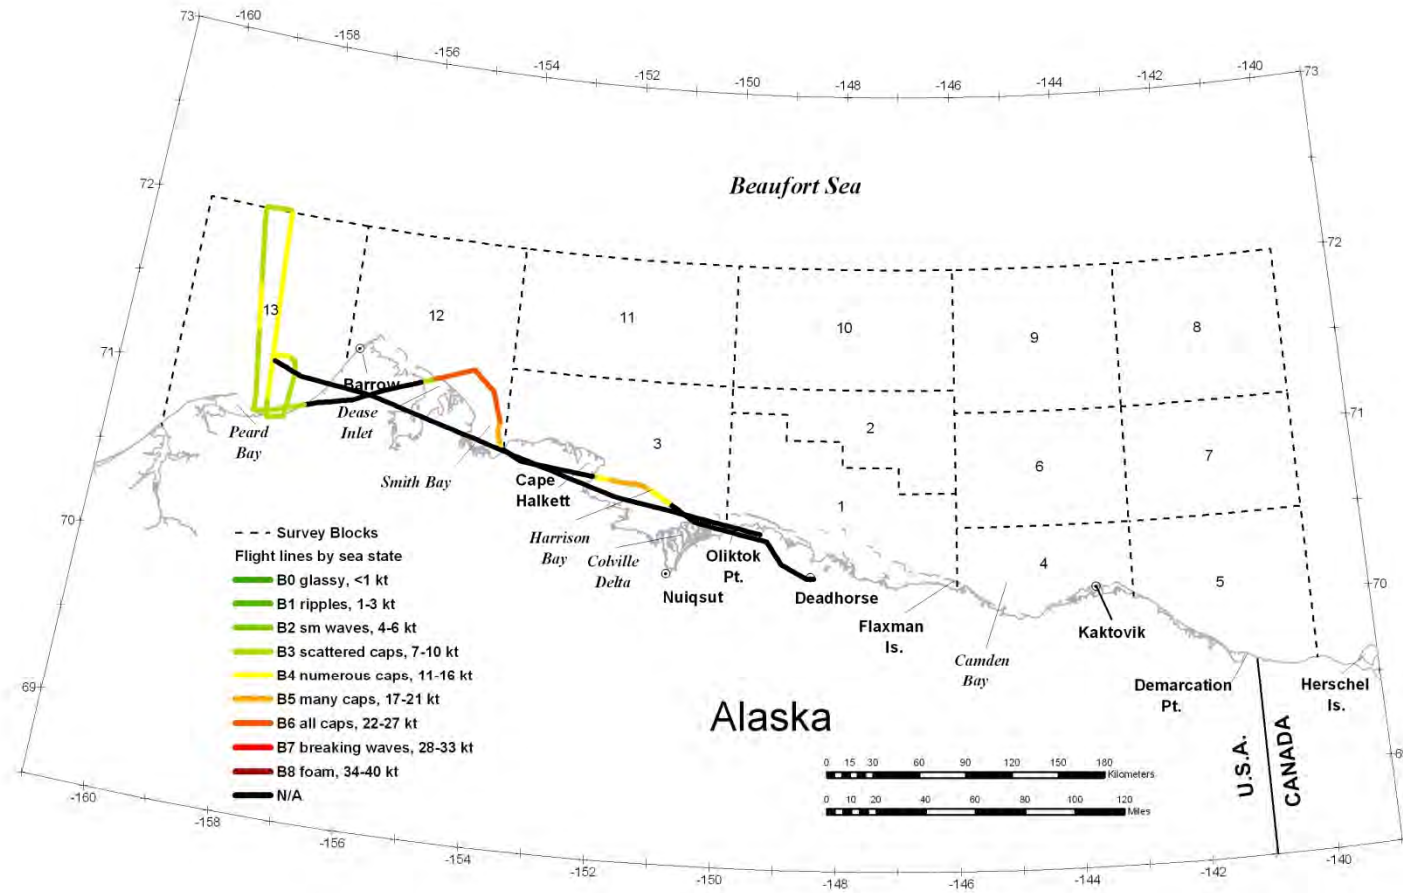 73
-160
-158
-156
-154
-152
-150
-148
-146
-144
-142
-140
73
72
Beaufort Sea
72
13
12
11
10
9
8
71
Barrow
Dease
Inlet
Peard
Bay
Smith Bay
3
2
6
7
71
Cape
Halkett
1
70
Harrison
Bay
Colville
Delta
Oliktok
Pt.
Nuiqsut
Deadhorse
4
5
70
Flaxman
Is.
Kaktovik
Camden
Bay
Demarcation
Pt.
Herschel
Is.
Survey Blocks
Flight lines by sea state
B0 glassy, <1 kt
B1 ripples, 1-3 kt
B2 sm waves, 4-6 kt
B3 scattered caps, 7-10 kt
B4 numerous caps, 11-16 kt
B5 many caps, 17-21 kt
B6 all caps, 22-27 kt
B7 breaking waves, 28-33 kt
B8 foam, 34-40 kt
N/A
69
Alaska
U.S.A.
CANADA
0 15 30 60 90 120 150 180
Kilometers
0 10 20 40 60 80 100 120
Miles
-160
-158
-156
-154
-152
-150
-148
-146
-144
-142
-140